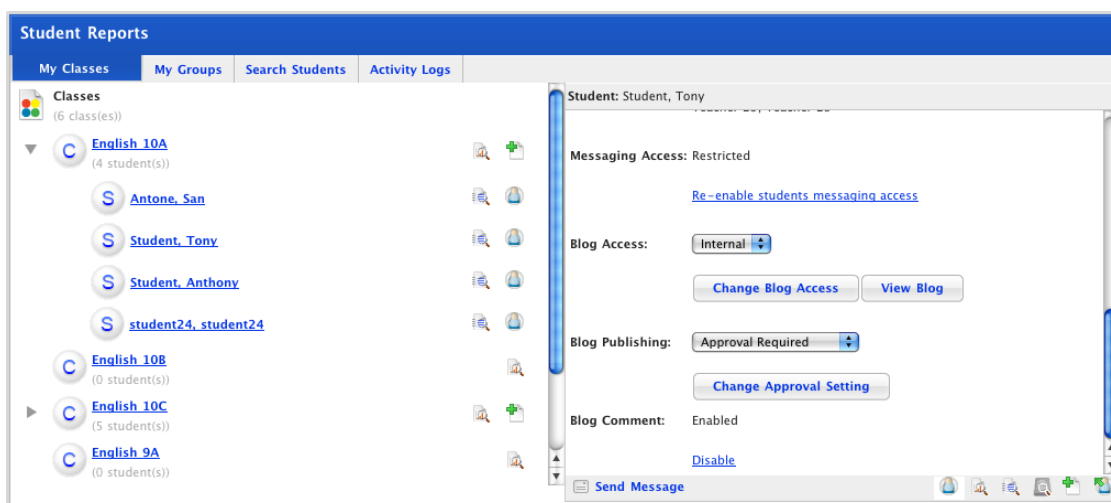 Student Reports
My Classes
My Groups
Search Students
Activity Logs
Classes
(6 class(es))
C
English 10A
(4 student(s))
S
Antone, San
S
Student, Tony
S
Student, Anthony
S
student24, student24
C
English 10B
(0 student(s))
C
English 10C
(5 student(s))
C
English 9A
(0 student(s))
Student: Student, Tony
Messaging Access: Restricted
Re-enable students messaging access
Blog Access: Internal
Change Blog Access View Blog
Blog Publishing: Approval Required
Change Approval Setting
Blog Comment: Enabled
Disable
Send Message